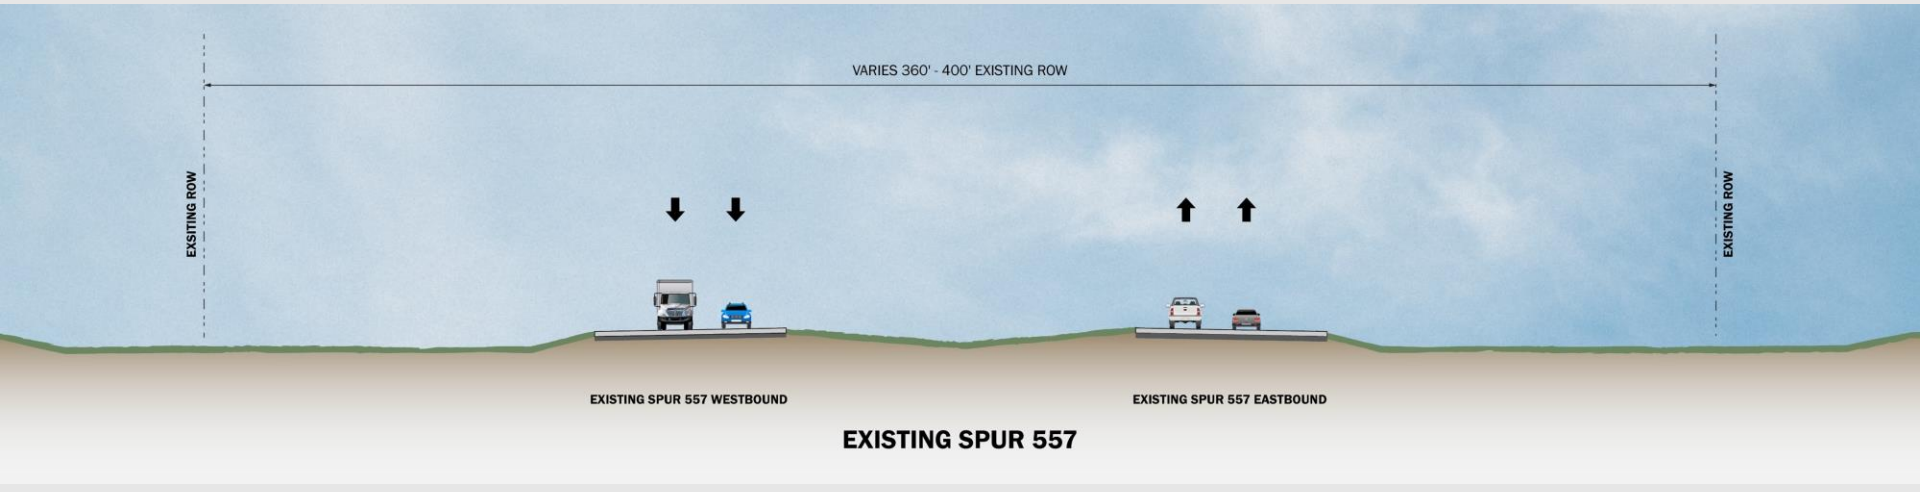 VARIES 360' - 400' EXISTING ROW
EXSITING ROW
EXISTING ROW
EXISTING SPUR 557 WESTBOUND
EXISTING SPUR 557 EASTBOUND
EXISTING SPUR 557